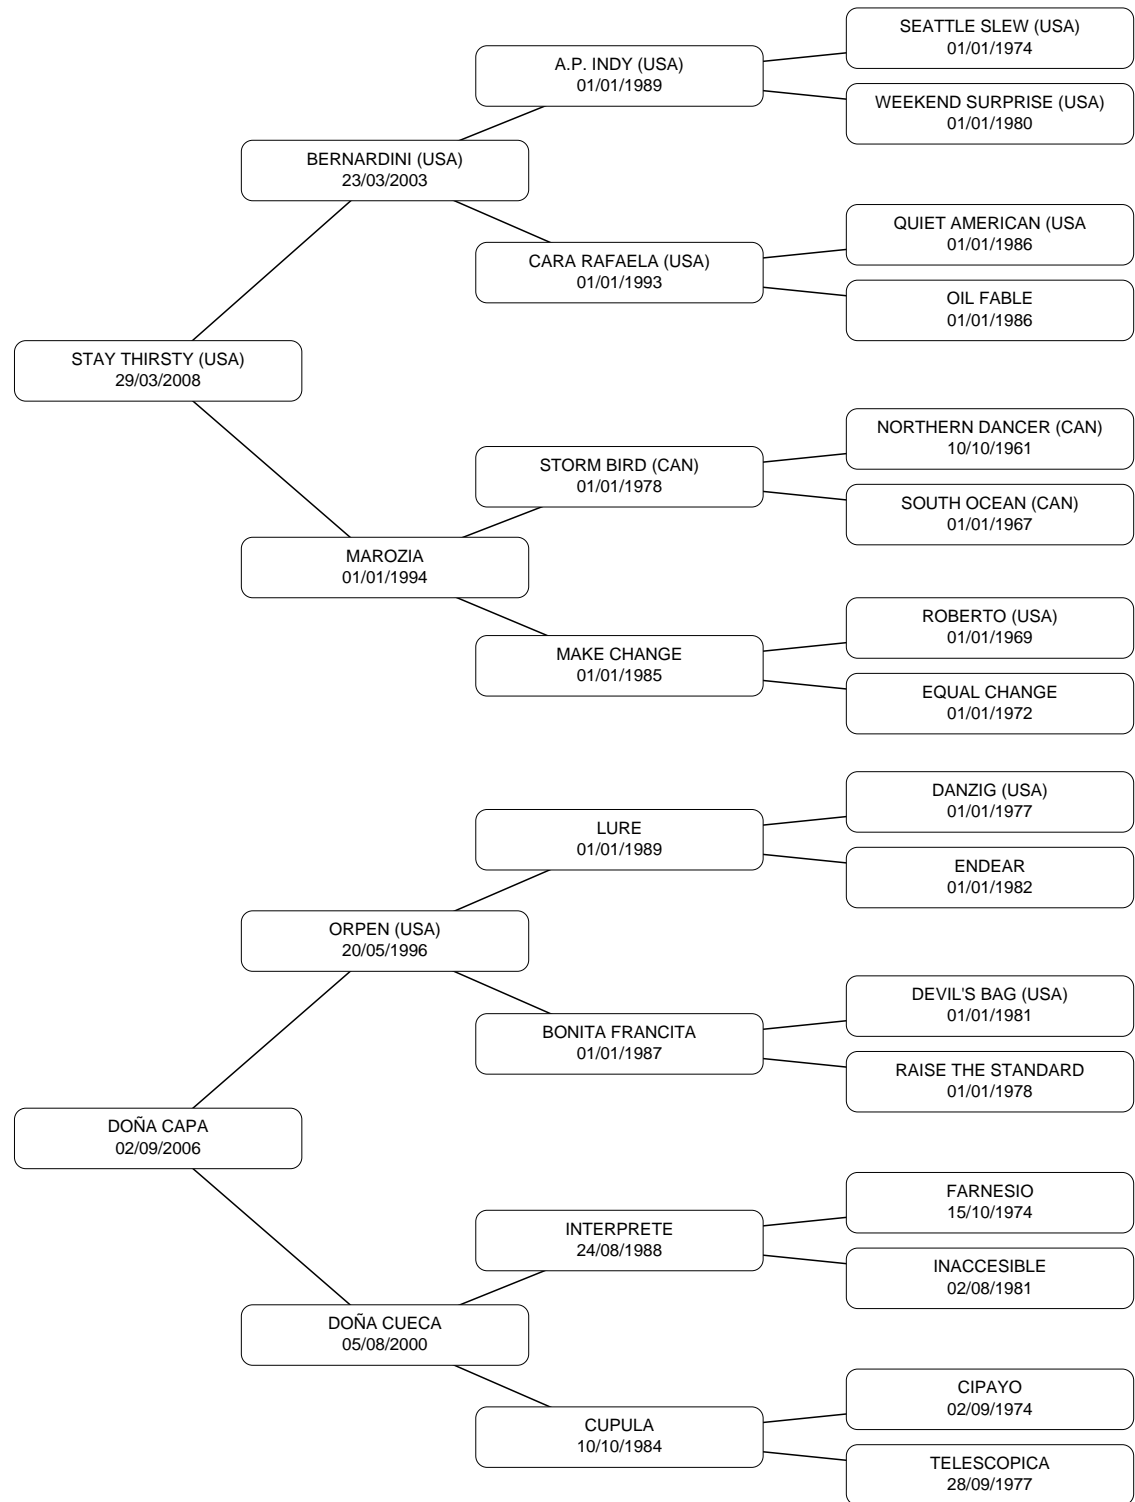 SEATTLE SLEW (USA)
01/01/1974
A.P. INDY (USA)
01/01/1989
WEEKEND SURPRISE (USA)
01/01/1980
BERNARDINI (USA)
23/03/2003
QUIET AMERICAN (USA
01/01/1986
CARA RAFAELA (USA)
01/01/1993
OIL FABLE
01/01/1986
STAY THIRSTY (USA)
29/03/2008
NORTHERN DANCER (CAN)
10/10/1961
STORM BIRD (CAN)
01/01/1978
SOUTH OCEAN (CAN)
01/01/1967
MAROZIA
01/01/1994
ROBERTO (USA)
01/01/1969
MAKE CHANGE
01/01/1985
EQUAL CHANGE
01/01/1972
DANZIG (USA)
01/01/1977
LURE
01/01/1989
ENDEAR
01/01/1982
ORPEN (USA)
20/05/1996
DEVIL'S BAG (USA)
01/01/1981
BONITA FRANCITA
01/01/1987
RAISE THE STANDARD
01/01/1978
DOÑA CAPA
02/09/2006
FARNESIO
15/10/1974
INTERPRETE
24/08/1988
INACCESIBLE
02/08/1981
DOÑA CUECA
05/08/2000
CIPAYO
02/09/1974
CUPULA
10/10/1984
TELESCOPICA
28/09/1977